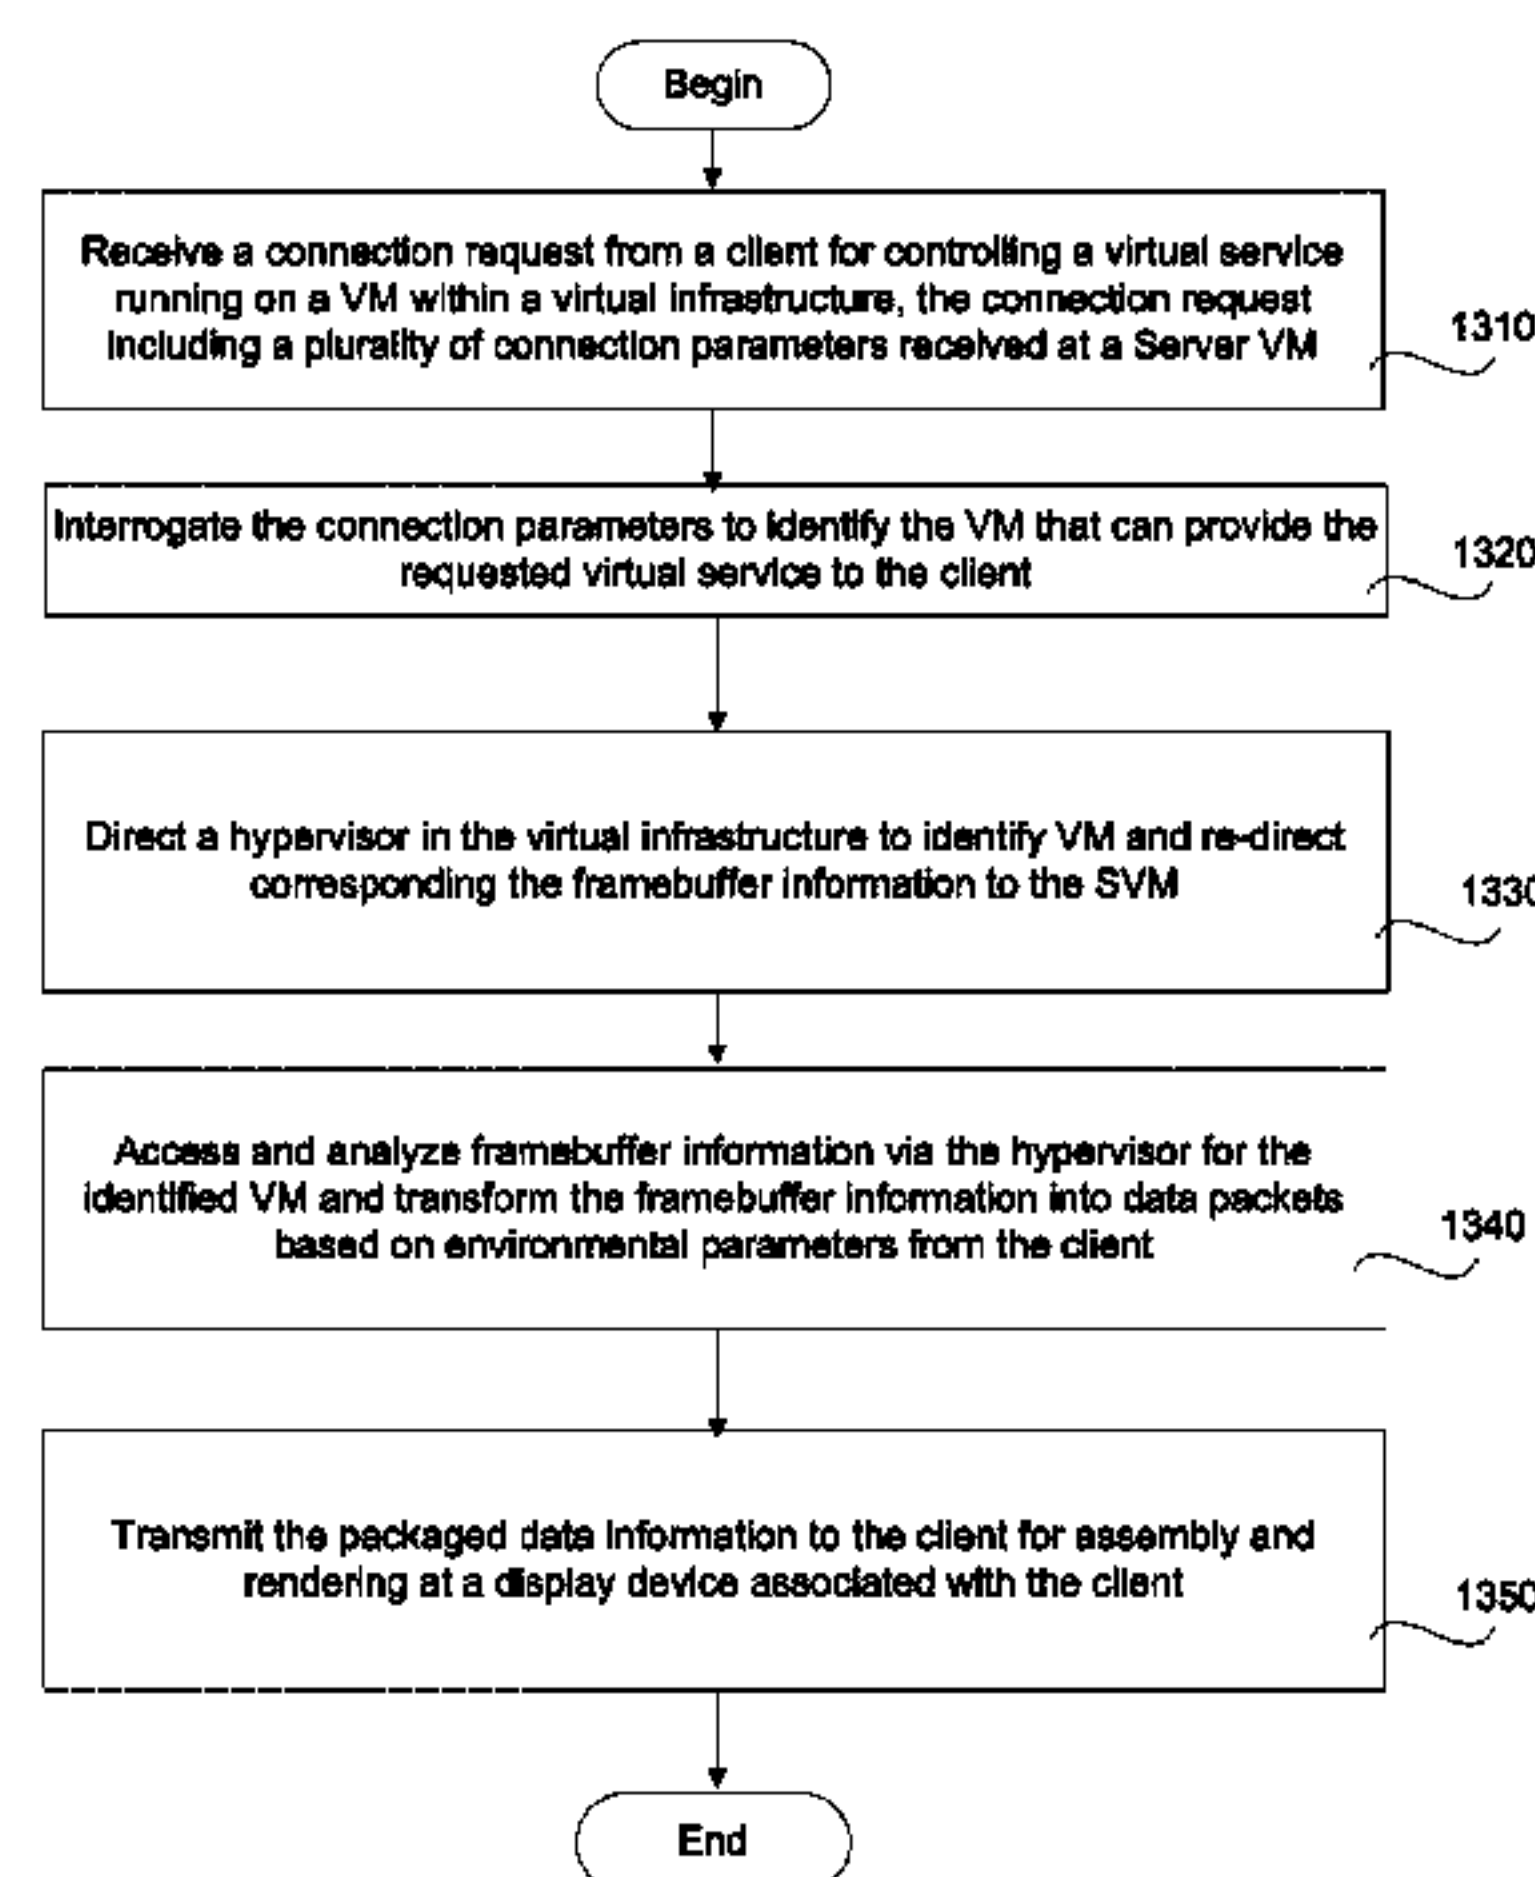 Begin
Receive a connection request from a client for controlling a virtual service
running on a VM within a virtual infrastructure, the connection request
including a plurality of connection parameters received at a Server VM
1310
Interrogate the connection parameters to identify the VM that can provide the
requested virtual service to the client
1320
Direct a hypervisor in the virtual infrastructure to identify VM and re-direct
corresponding the framebuffer information to the SVM
1330
Access and analyze framebuffer information via the hypervisor for the
identified VM and transform the framebuffer information into data packets
based on environmental parameters from the client
1340
Transmit the packaged data information to the client for assembly and
rendering at a display device associated with the client
1350
End